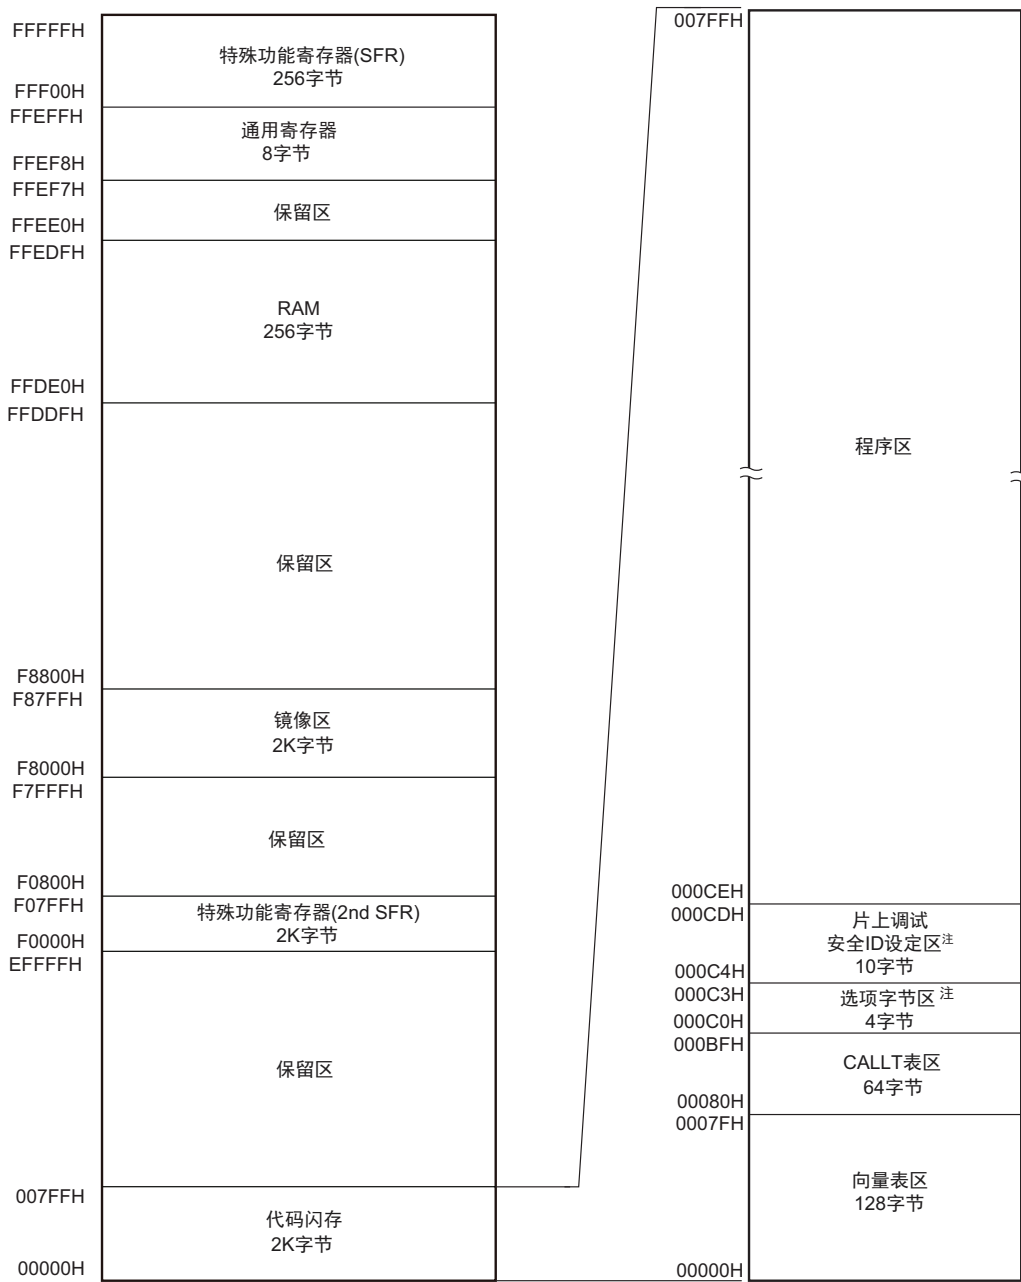 FFFFFH
特殊功能寄存器(SFR)
256字节
FFF00H
FFEFFH
通用寄存器
8字节
FFEF8H
FFEF7H
保留区
FFEE0H
FFEDFH
RAM
256字节
FFDE0H
FFDDFH
保留区
F8800H
F87FFH
镜像区
2K字节
F8000H
F7FFFH
保留区
F0800H
F07FFH
特殊功能寄存器(2nd SFR)
2K字节
F0000H
EFFFFH
保留区
007FFH
代码闪存
2K字节
00000H
007FFH
程序区
000CEH
000CDH
片上调试
安全ID设定区注
10字节
000C4H
000C3H
选项字节区 注
4字节
000C0H
000BFH
CALLT表区
64字节
00080H
0007FH
向量表区
128字节
00000H